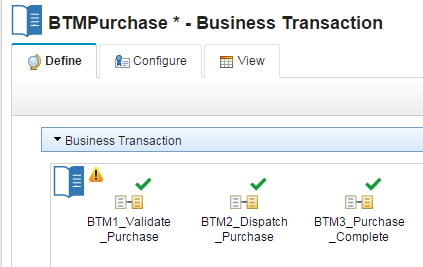 BTMPurchase * - Business Transaction
Define
Configure
View
Business Transaction
BTM1_Validate
_Purchase
BTM2_Dispatch
_Purchase
BTM3_Purchase
_Complete